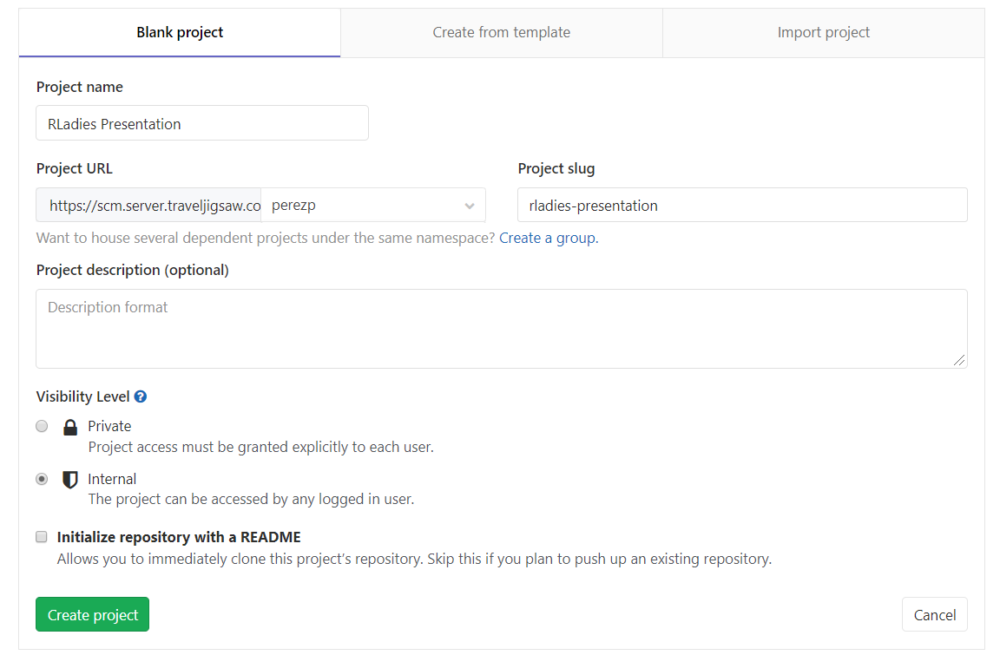 Blank project
Create from template
Import project
Project name
RLadies Presentation
Project URL
Project slug
https://scm.server.traveljigsaw.co
perezp
rladies-presentation
Want to house several dependent projects under the same namespace? Create a group.
Project description (optional)
Description format
Visibility Level
Private
Project access must be granted explicitly to each user.
Internal
The project can be accessed by any logged in user.
Initialize repository with a README
Allows you to immediately clone this project's repository. Skip this if you plan to push up an existing repository.
Create project
Cancel